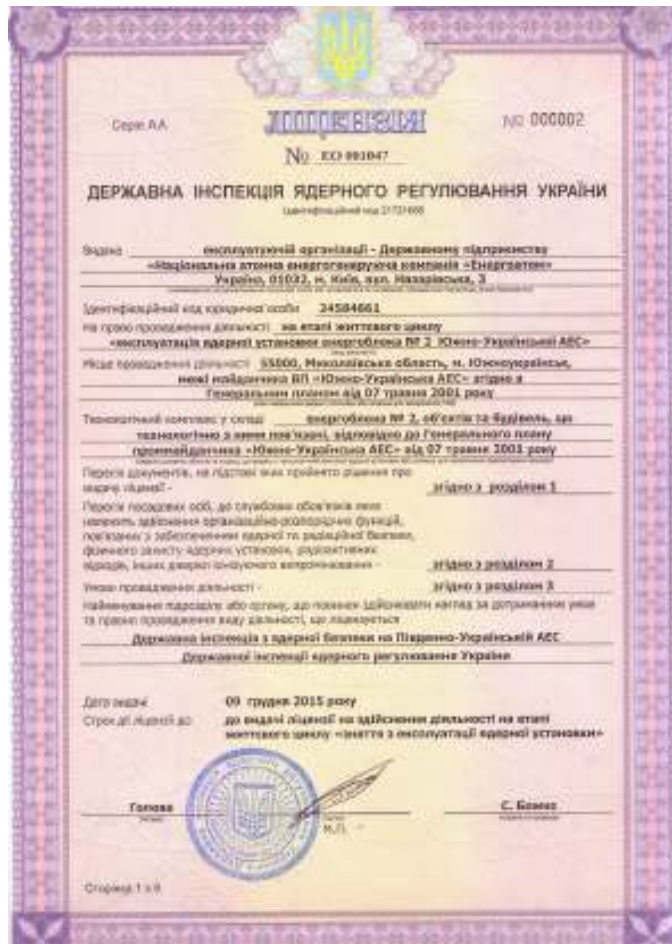 Серія АА
ЛІЦЕНЗІЯ
№ 000002
№ ЕО 001047
ДЕРЖАВНА ІНСПЕКЦІЯ ЯДЕРНОГО РЕГУЛЮВАННЯ УКРАЇНИ
Ідентифікаційний код 21721666
Видана експлуатуючій організації - Державному підприємству
«Національна атомна енергогенеруюча компанія «Енергоатом»
Україна, 01032, м. Київ, вул. Назарівська, 3
Ідентифікаційний код юридичної особи 24584661
на право провадження діяльності на етапі життєвого циклу
«експлуатація ядерної установки енергоблока № 2 Южно-Української АЕС»
Місце провадження діяльності 55000, Миколаївська область, м. Южноукраїнськ,
межі майданчика ВП «Южно-Українська АЕС» згідно з
Генеральним планом від 07 травня 2001 року
Технологічний комплекс у складі енергоблока № 2, об'єктів та будівель, що
технологічно з ними пов'язані, відповідно до Генерального плану
проммайданчика «Южно-Українська АЕС» від 07 травня 2001 року
Перелік документів, на підставі яких прийнято рішення про
видачу ліцензії - згідно з розділом 1
Перелік посадових осіб, до службових обов'язків яких
належить здійснення організаційно-розпорядчих функцій,
пов'язаних з забезпеченням ядерної та радіаційної безпеки,
фізичного захисту ядерних установок, радіоактивних
відходів, інших джерел іонізуючого випромінювання - згідно з розділом 2
Умови провадження діяльності - згідно з розділом 3
Найменування підрозділу або органу, що повинен здійснювати нагляд за дотриманням умов
та правил провадження виду діяльності, що ліцензується
Державна інспекція з ядерної безпеки на Південно-Українській АЕС
Державної інспекції ядерного регулювання України
Дата видачі 09 грудня 2015 року
Строк дії ліцензії до до видачі ліцензії на здійснення діяльності на етапі
життєвого циклу «зняття з експлуатації ядерної установки»
Голова С. Божко
М.П.
Сторінка 1 з 9